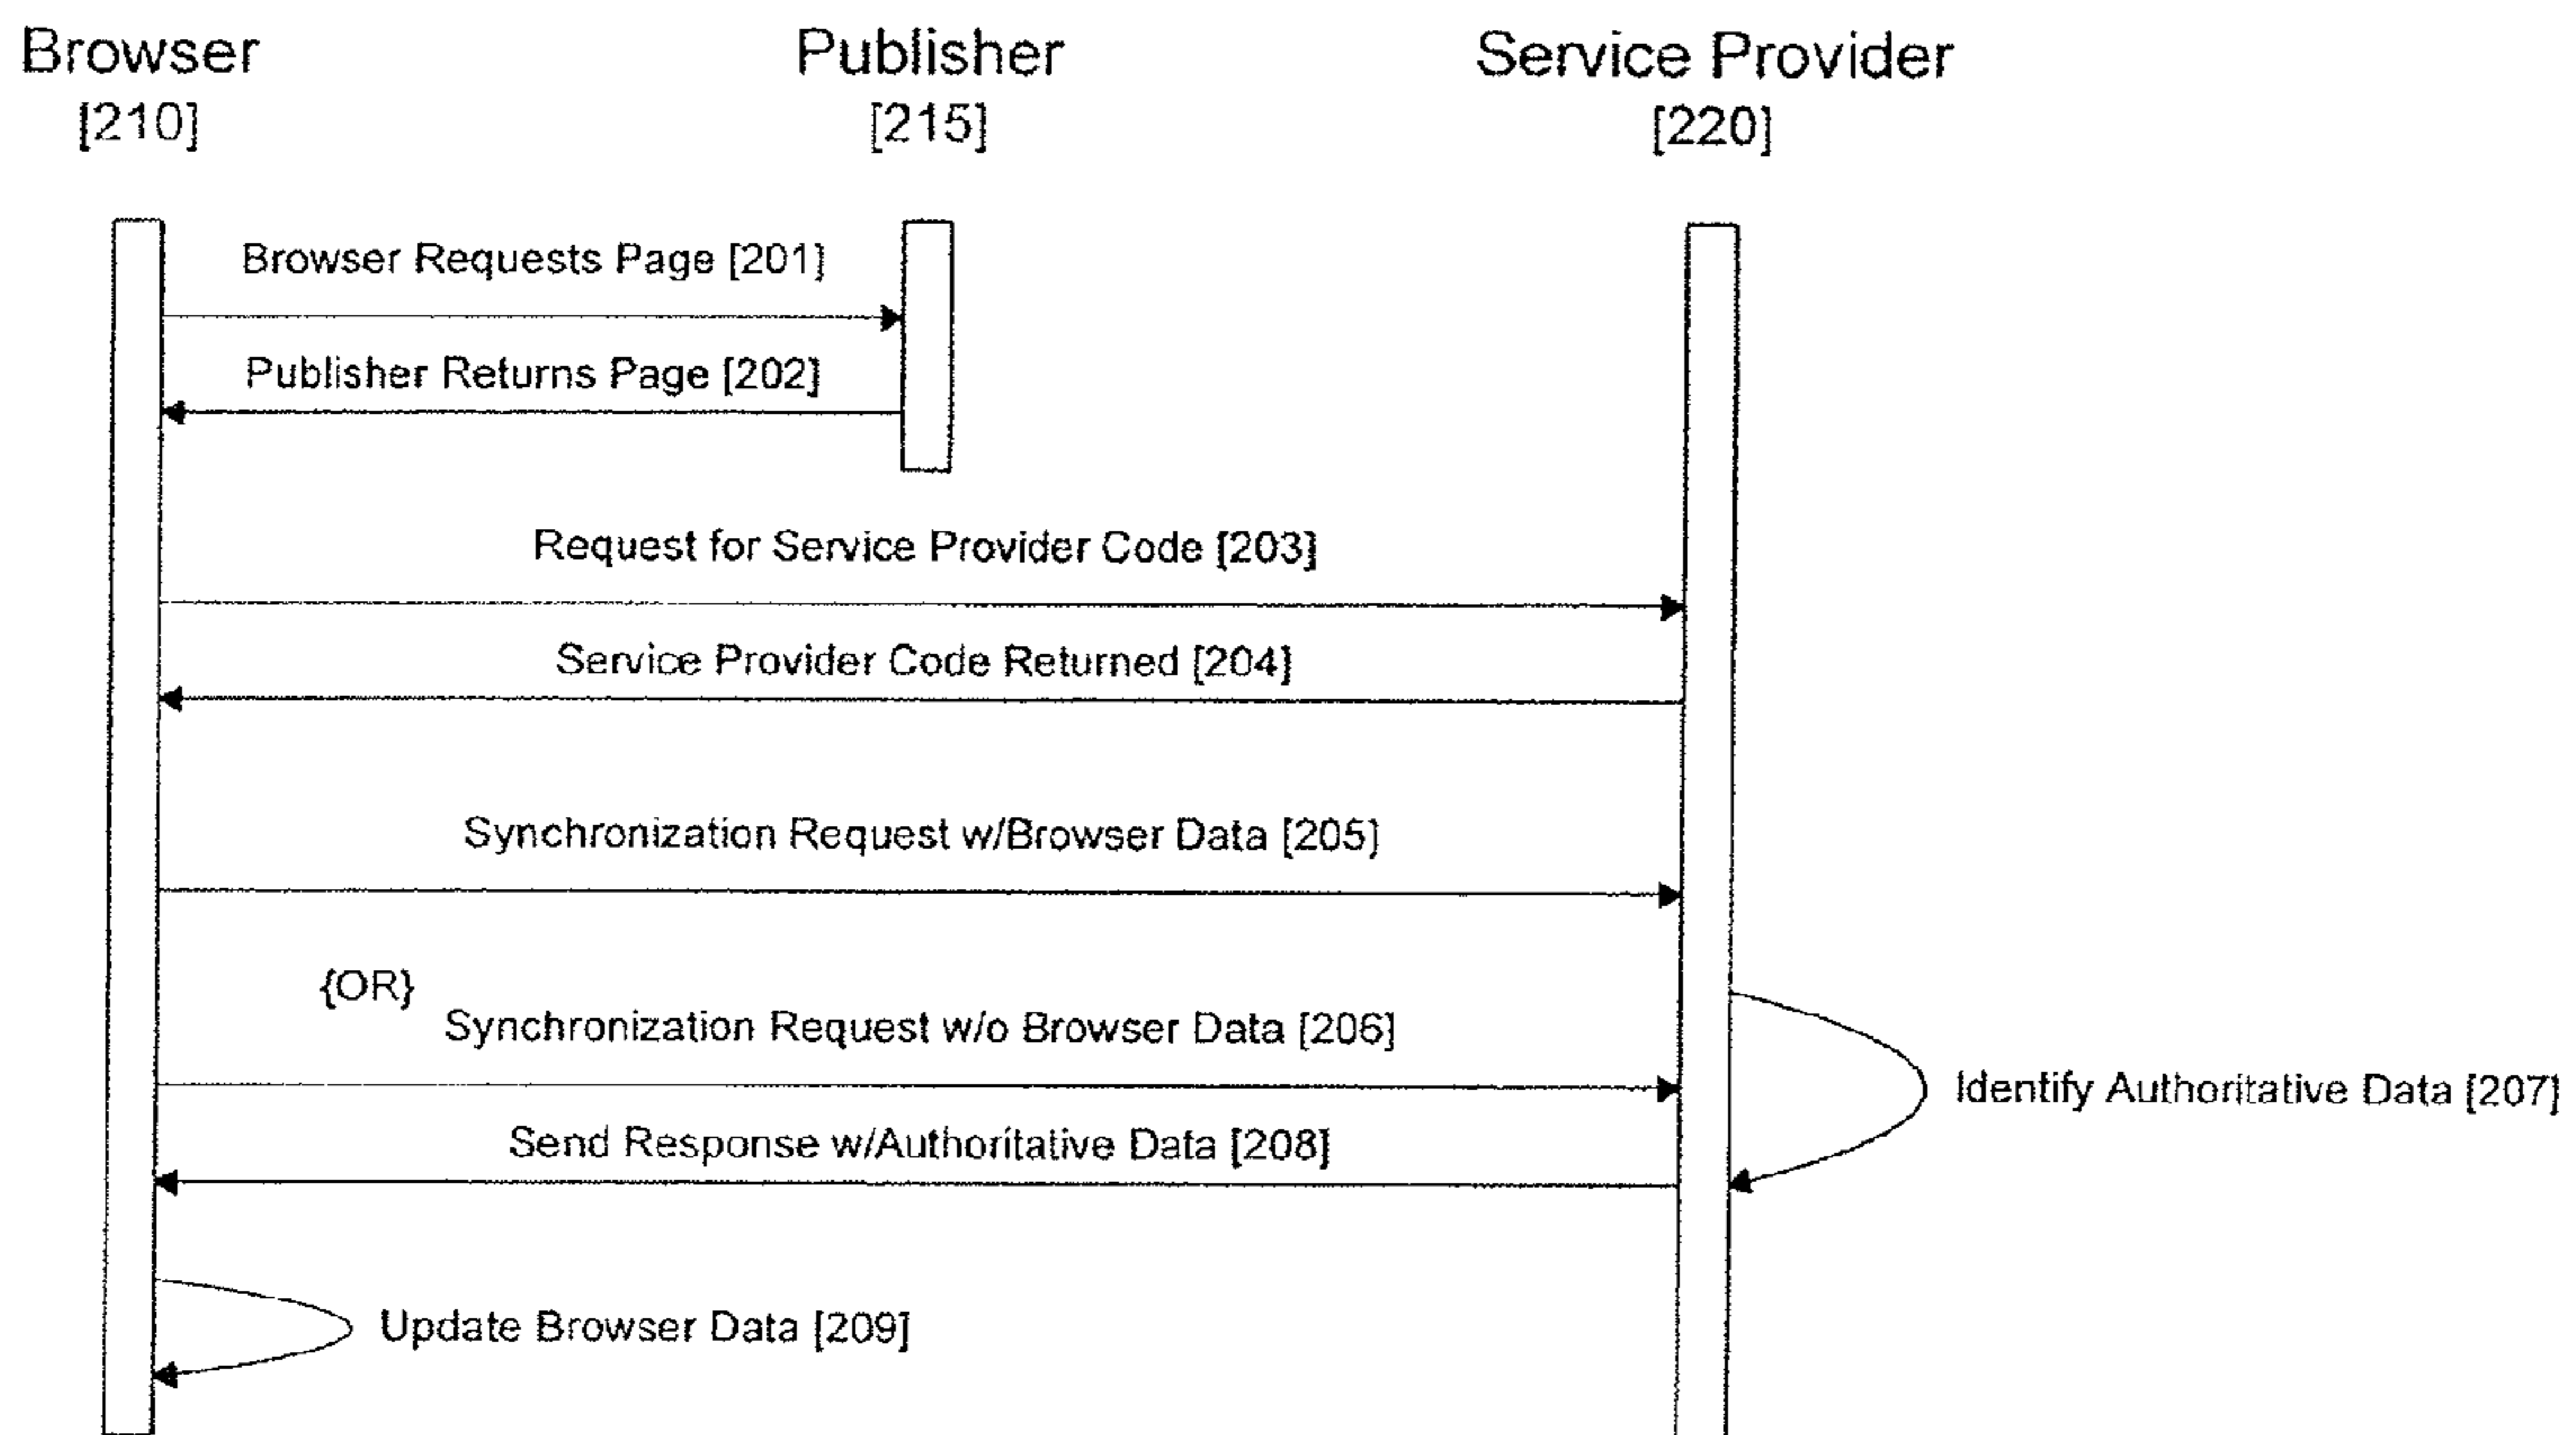 Browser Publisher Service Provider
[210] [215] [220]
Browser Requests Page [201]
Publisher Returns Page [202]
Request for Service Provider Code [203]
Service Provider Code Returned [204]
Synchronization Request w/Browser Data [205]
{OR}
Synchronization Request w/o Browser Data [206]
Identify Authoritative Data [207]
Send Response w/Authoritative Data [208]
Update Browser Data [209]